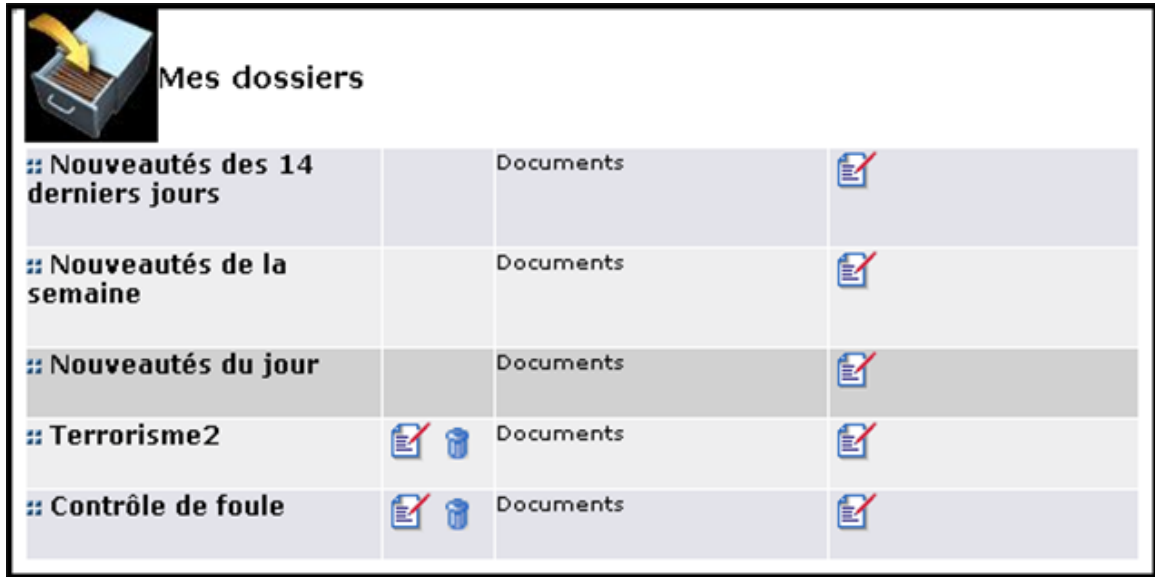 Mes dossiers
:: Nouveautés des 14 Documents
derniers jours
:: Nouveautés de la Documents
semaine
:: Nouveautés du jour Documents
:: Terrorisme2 Documents
:: Contrôle de foule Documents